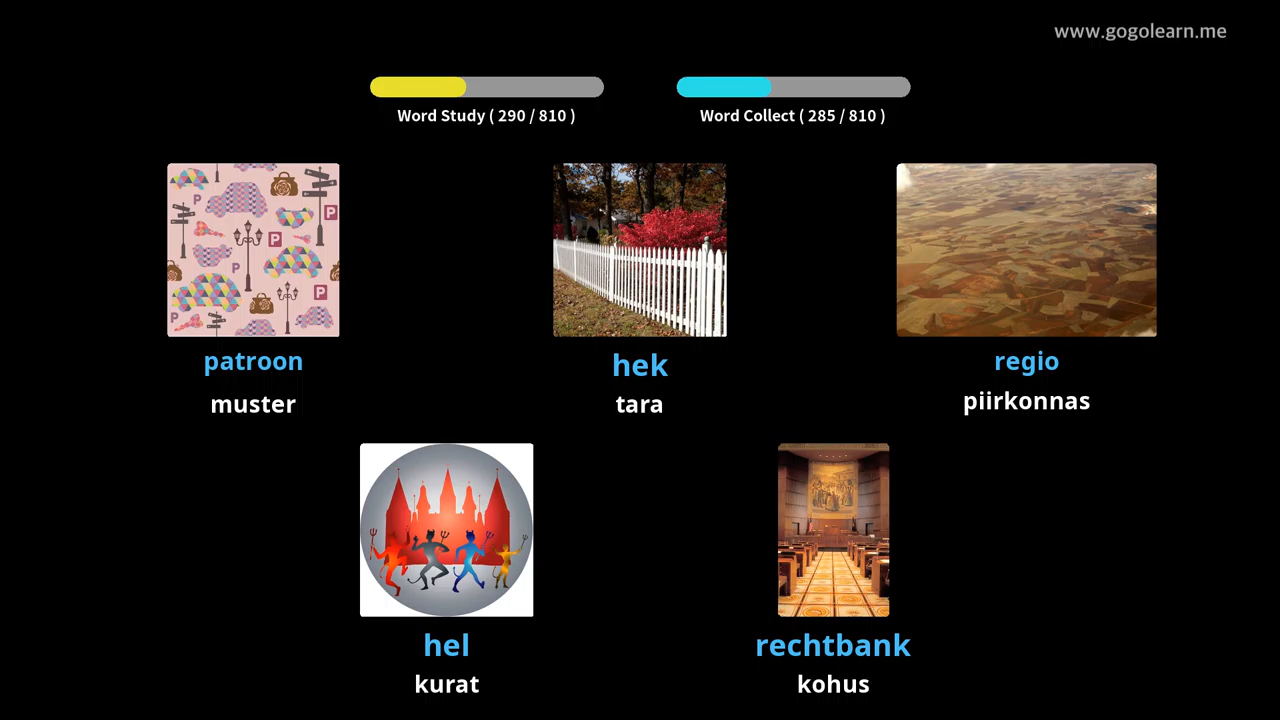 www.gogolearn.me
Word Study ( 290 / 810 )
Word Collect ( 285 / 810 )
P
P
P
P
P
P
patroon
muster
hek
tara
regio
piirkonnas
hel
kurat
rechtbank
kohus